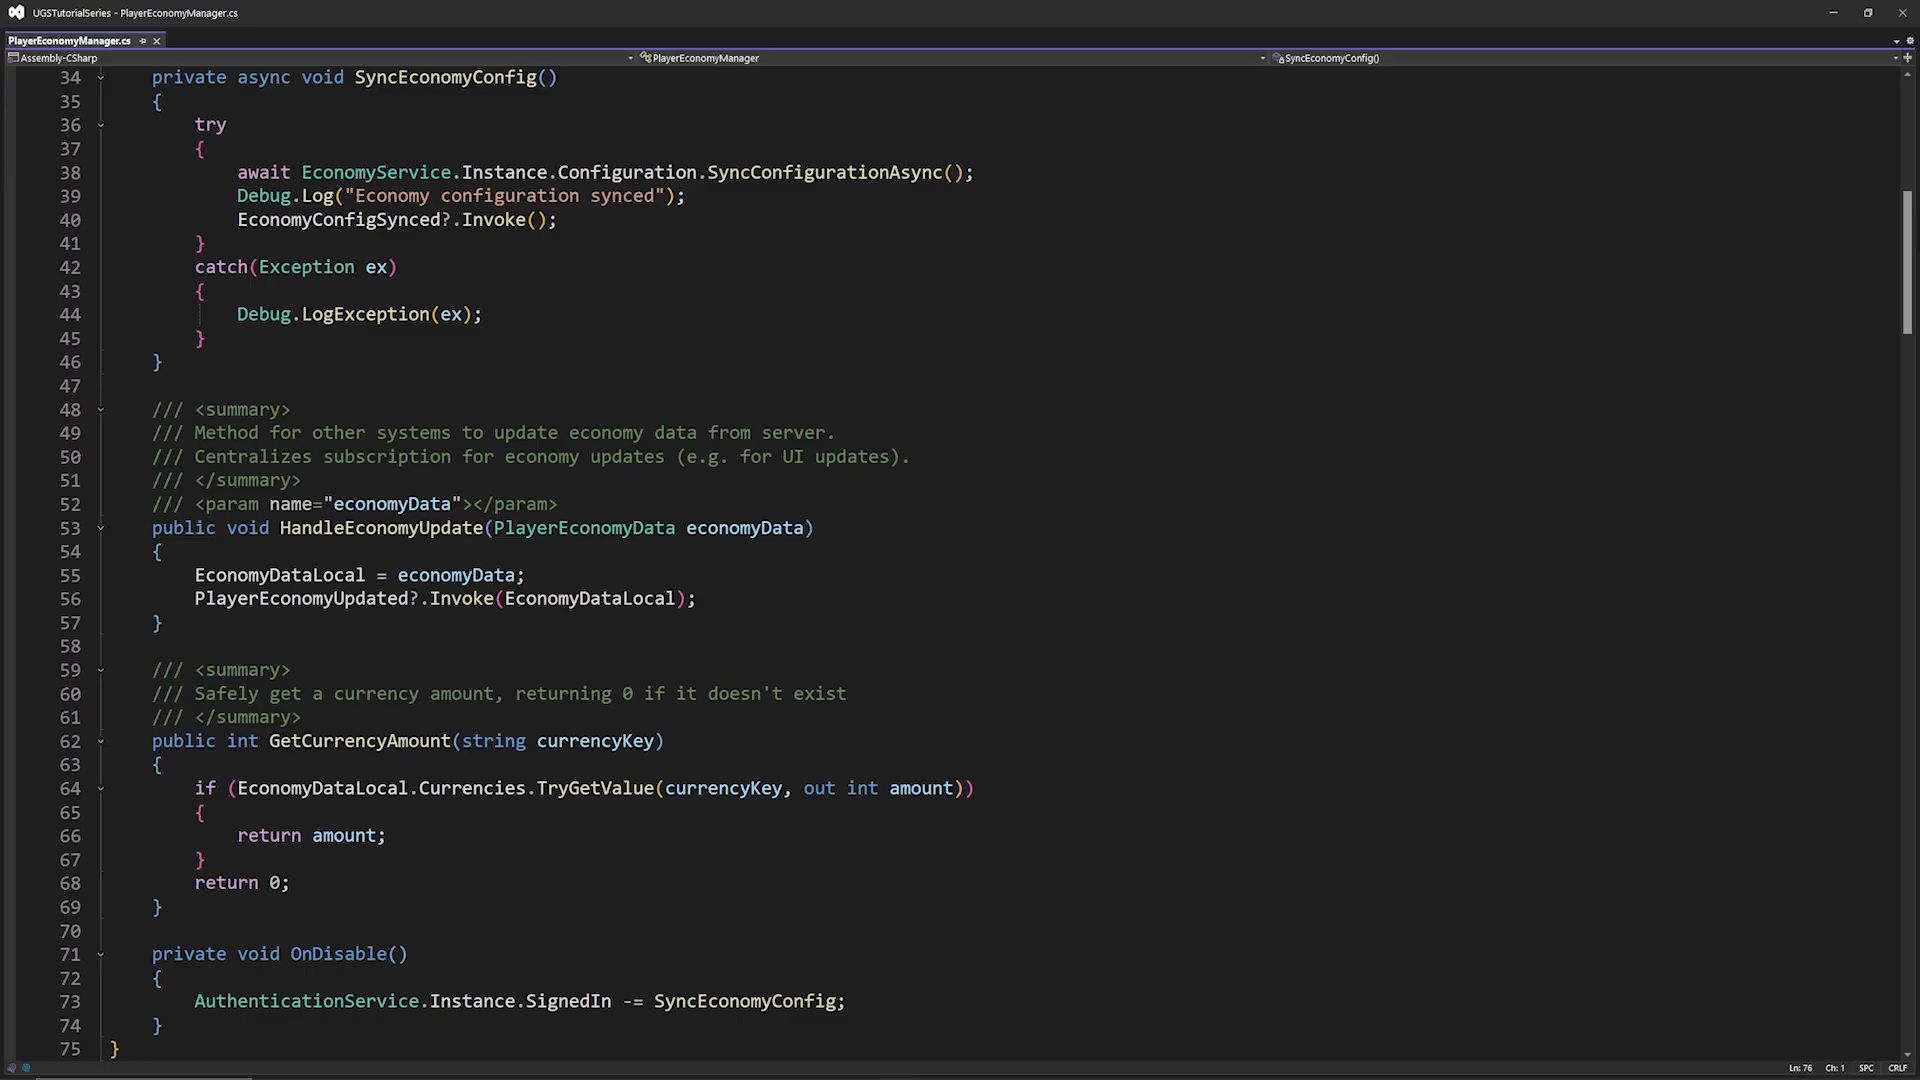 UGSTutorialSeries - PlayerEconomyManager.cs
PlayerEconomyManager.cs
Assembly-CSharp PlayerEconomyManager SyncEconomyConfig()
34 private async void SyncEconomyConfig()
35 {
36 try
37 {
38 await EconomyService.Instance.Configuration.SyncConfigurationAsync();
39 Debug.Log("Economy configuration synced");
40 EconomyConfigSynced?.Invoke();
41 }
42 catch(Exception ex)
43 {
44 Debug.LogException(ex);
45 }
46 }
47
48 /// <summary>
49 /// Method for other systems to update economy data from server.
50 /// Centralizes subscription for economy updates (e.g. for UI updates).
51 /// </summary>
52 /// <param name="economyData"></param>
53 public void HandleEconomyUpdate(PlayerEconomyData economyData)
54 {
55 EconomyDataLocal = economyData;
56 PlayerEconomyUpdated?.Invoke(EconomyDataLocal);
57 }
58
59 /// <summary>
60 /// Safely get a currency amount, returning 0 if it doesn't exist
61 /// </summary>
62 public int GetCurrencyAmount(string currencyKey)
63 {
64 if (EconomyDataLocal.Currencies.TryGetValue(currencyKey, out int amount))
65 {
66 return amount;
67 }
68 return 0;
69 }
70
71 private void OnDisable()
72 {
73 AuthenticationService.Instance.SignedIn -= SyncEconomyConfig;
74 }
75 }
Ln: 76 Ch: 1 SPC CRLF